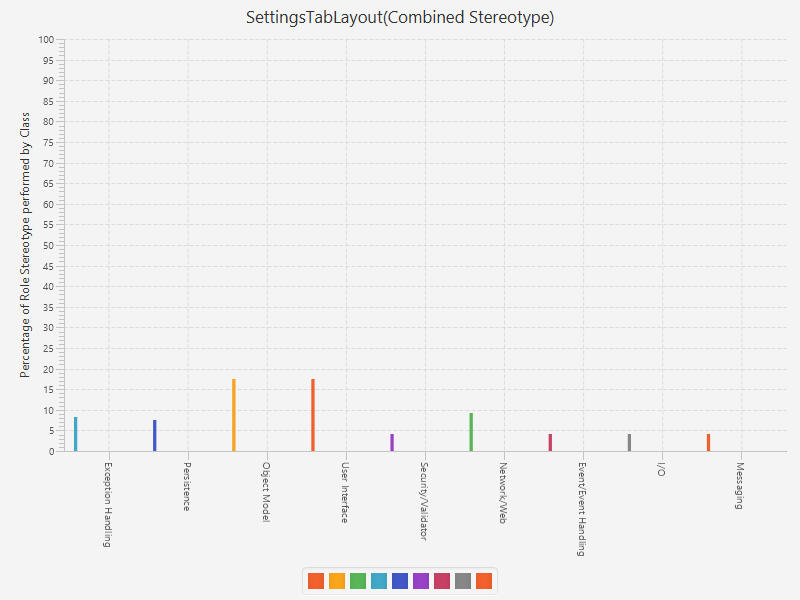 SettingsTabLayout(Combined Stereotype)
Percentage of Role Stereotype performed by Class
100
95
90
85
80
75
70
65
60
55
50
45
40
35
30
25
20
15
10
5
0
Exception Handling
Persistence
Object Model
User Interface
Security/Validator
Network/Web
Event/Event Handling
I/O
Messaging